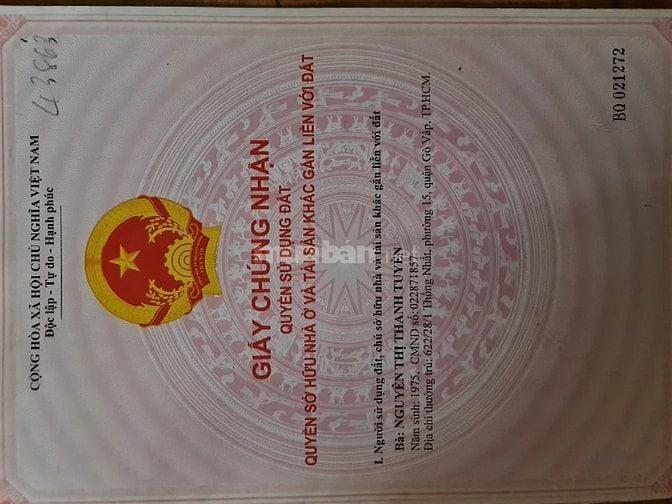 43863
CỘNG HÒA XÃ HỘI CHỦ NGHĨA VIỆT NAM
Độc lập - Tự do - Hạnh phúc
GIẤY CHỨNG NHẬN
QUYỀN SỬ DỤNG ĐẤT
QUYỀN SỞ HỮU NHÀ Ở VÀ TÀI SẢN KHÁC GẮN LIỀN VỚI ĐẤT
I. Người sử dụng đất, chủ sở hữu nhà và tài sản khác gắn liền với đất
Bà: NGUYỄN THỊ THANH TUYỀN
Năm sinh: 1975, CMND số: 022871857
Địa chỉ thường trú: 622/28/1 Thống Nhất, phường 15, quận Gò Vấp, TP.HCM.
BQ 021272